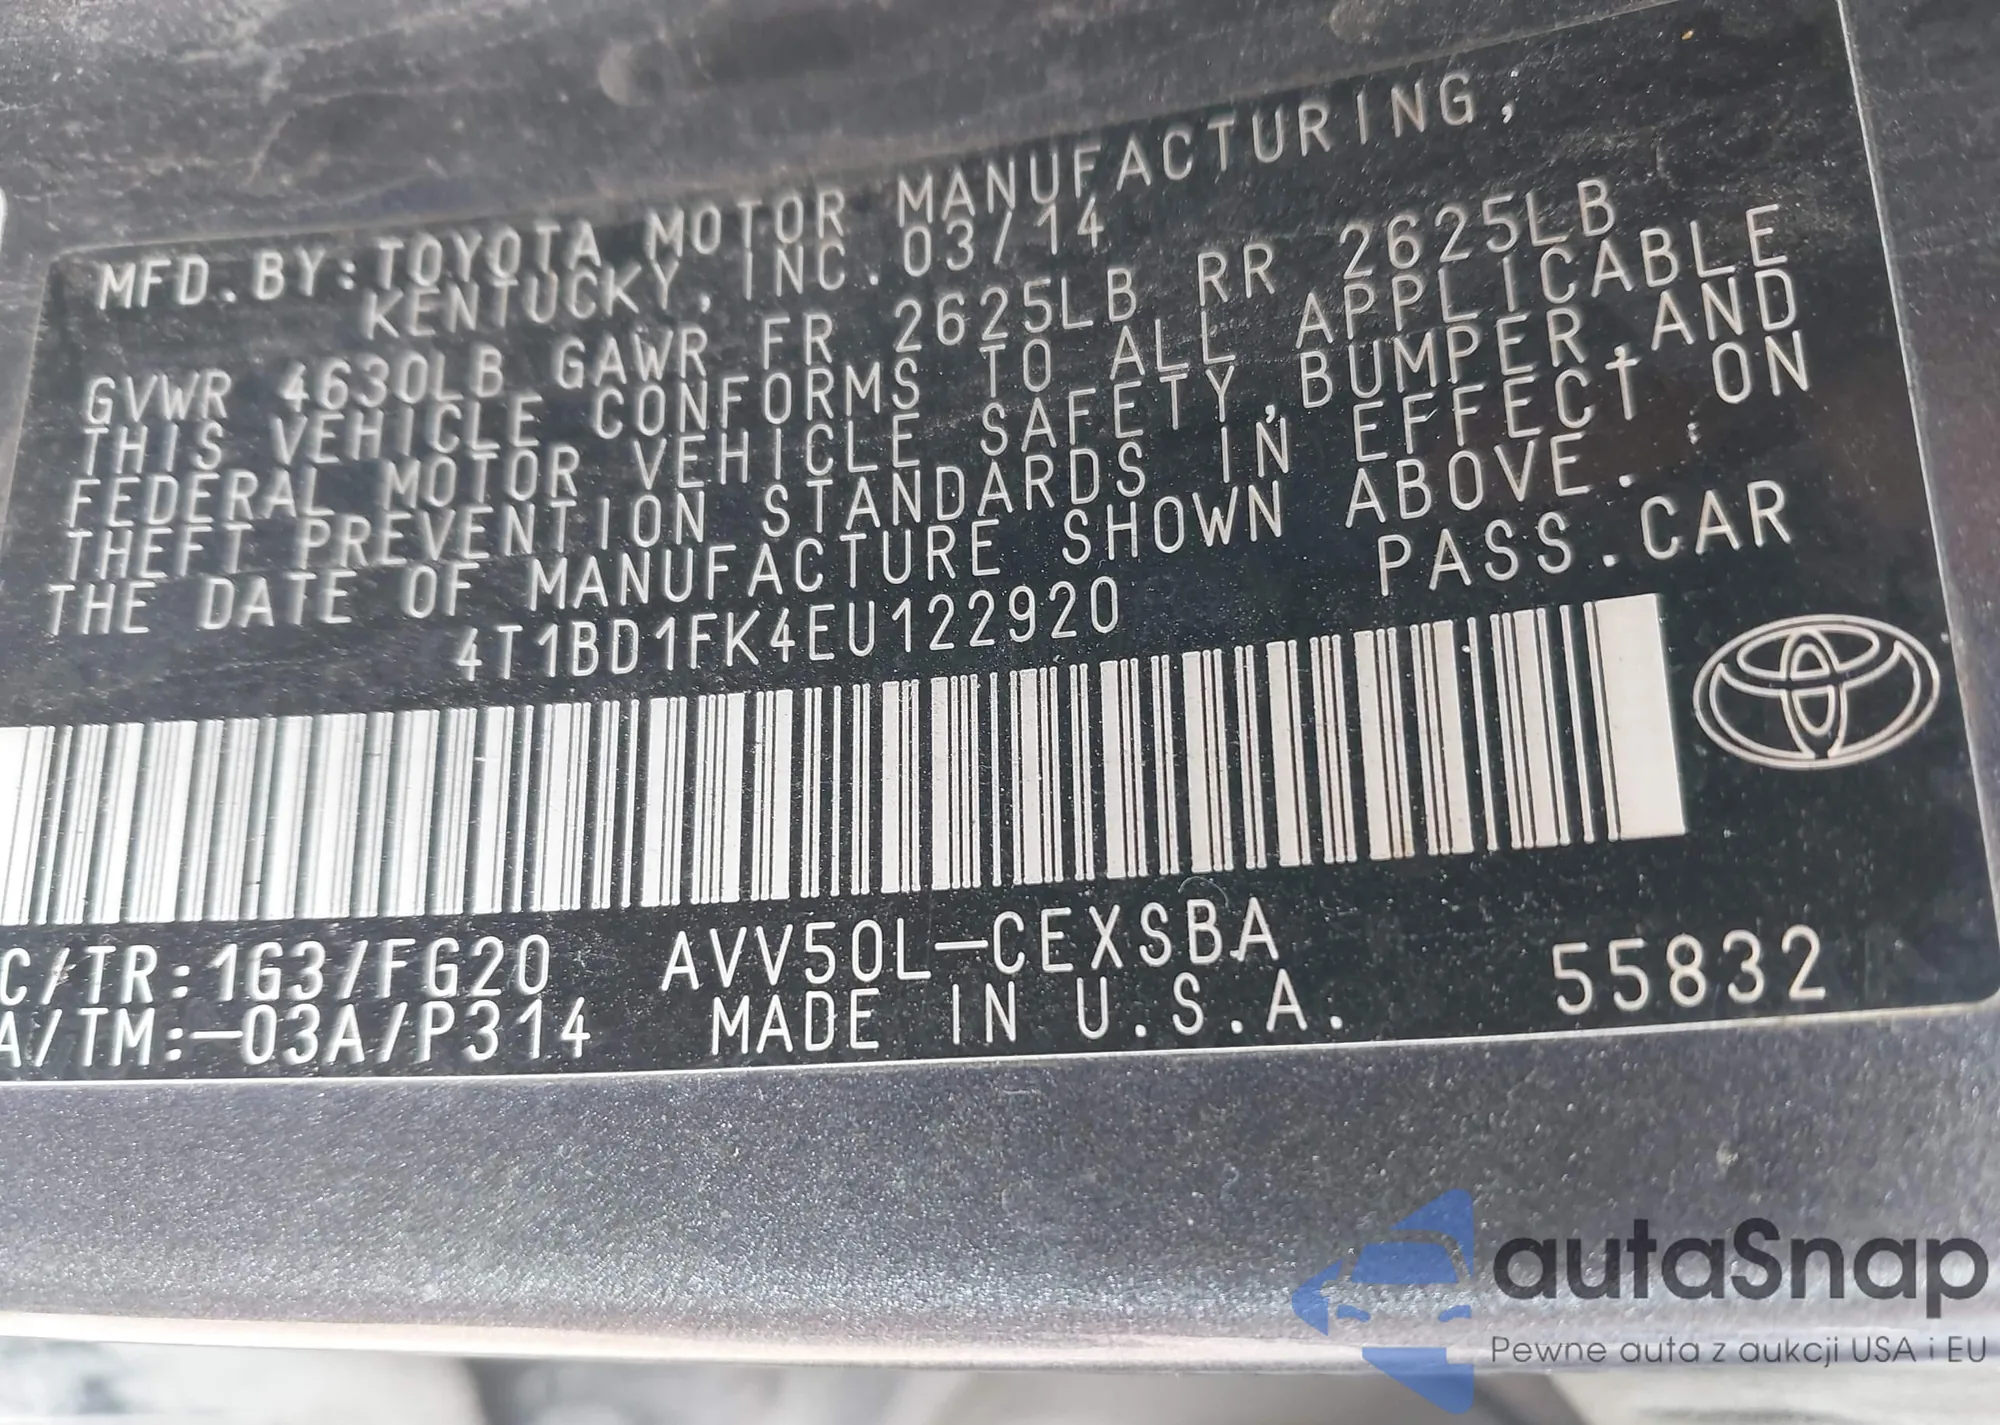 MFD.BY:TOYOTA MOTOR MANUFACTURING,
KENTUCKY, INC. 03/14
GVWR 4630LB GAWR FR 2625LB RR 2625LB
THIS VEHICLE CONFORMS TO ALL APPLICABLE
FEDERAL MOTOR VEHICLE SAFETY,BUMPER,AND
THEFT PREVENTION STANDARDS IN EFFECT ON
THE DATE OF MANUFACTURE SHOWN ABOVE.
4T1BD1FK4EU122920 PASS.CAR
C/TR:1G3/FG20 AVV50L-CEXSBA 55832
A/TM:-03A/P314 MADE IN U.S.A.
autaSnap
Pewne auta z aukcji USA i EU